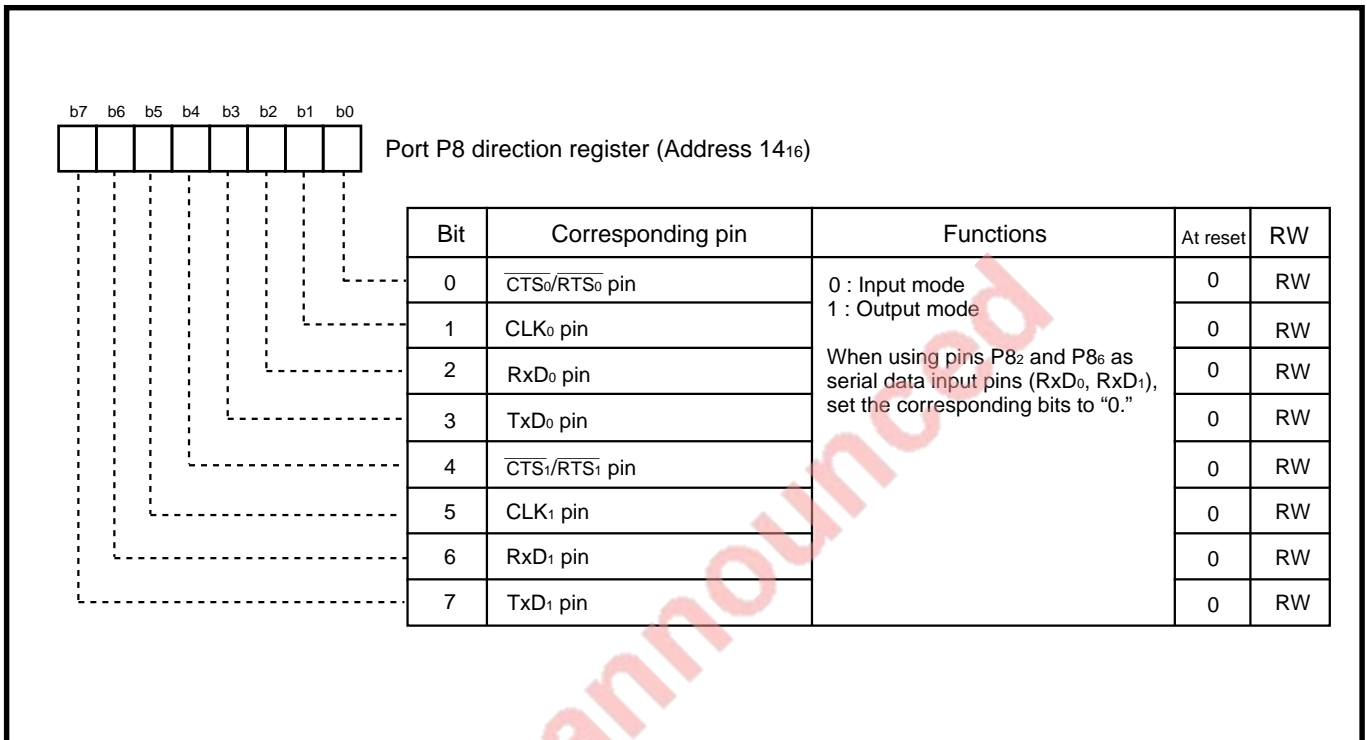 b7 b6 b5 b4 b3 b2 b1 b0
Port P8 direction register (Address 14₁₆)
Bit Corresponding pin Functions At reset RW
0 C̅T̅S̅₀̅/R̅T̅S̅₀̅ pin 0 RW
1 CLK₀ pin 0 RW
2 RxD₀ pin 0 RW
3 TxD₀ pin 0 RW
4 C̅T̅S̅₁̅/R̅T̅S̅₁̅ pin 0 RW
5 CLK₁ pin 0 RW
6 RxD₁ pin 0 RW
7 TxD₁ pin 0 RW
0 : Input mode
1 : Output mode
When using pins P8₂ and P8₆ as
serial data input pins (RxD₀, RxD₁),
set the corresponding bits to “0.”
announced